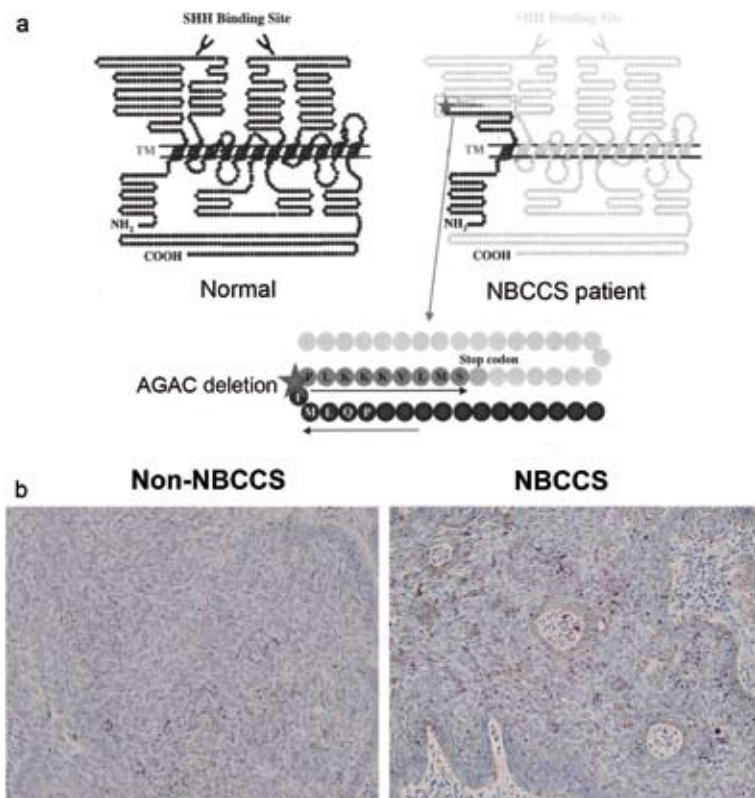 a
SHH Binding Site
SHH Binding Site
TM
TM
NH2
NH2
COOH
COOH
Normal
NBCCS patient
Stop codon
AGAC deletion
P L K K K Y L M S
M L Q P
b
Non-NBCCS
NBCCS